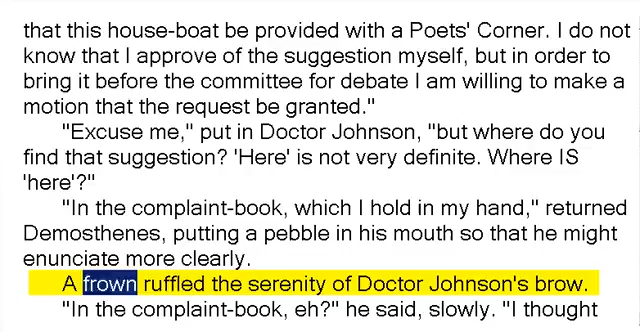 that this house-boat be provided with a Poets' Corner. I do not
know that I approve of the suggestion myself, but in order to
bring it before the committee for debate I am willing to make a
motion that the request be granted."
"Excuse me," put in Doctor Johnson, "but where do you
find that suggestion? 'Here' is not very definite. Where IS
'here'?"
"In the complaint-book, which I hold in my hand," returned
Demosthenes, putting a pebble in his mouth so that he might
enunciate more clearly.
A frown ruffled the serenity of Doctor Johnson's brow.
"In the complaint-book, eh?" he said, slowly. "I thought